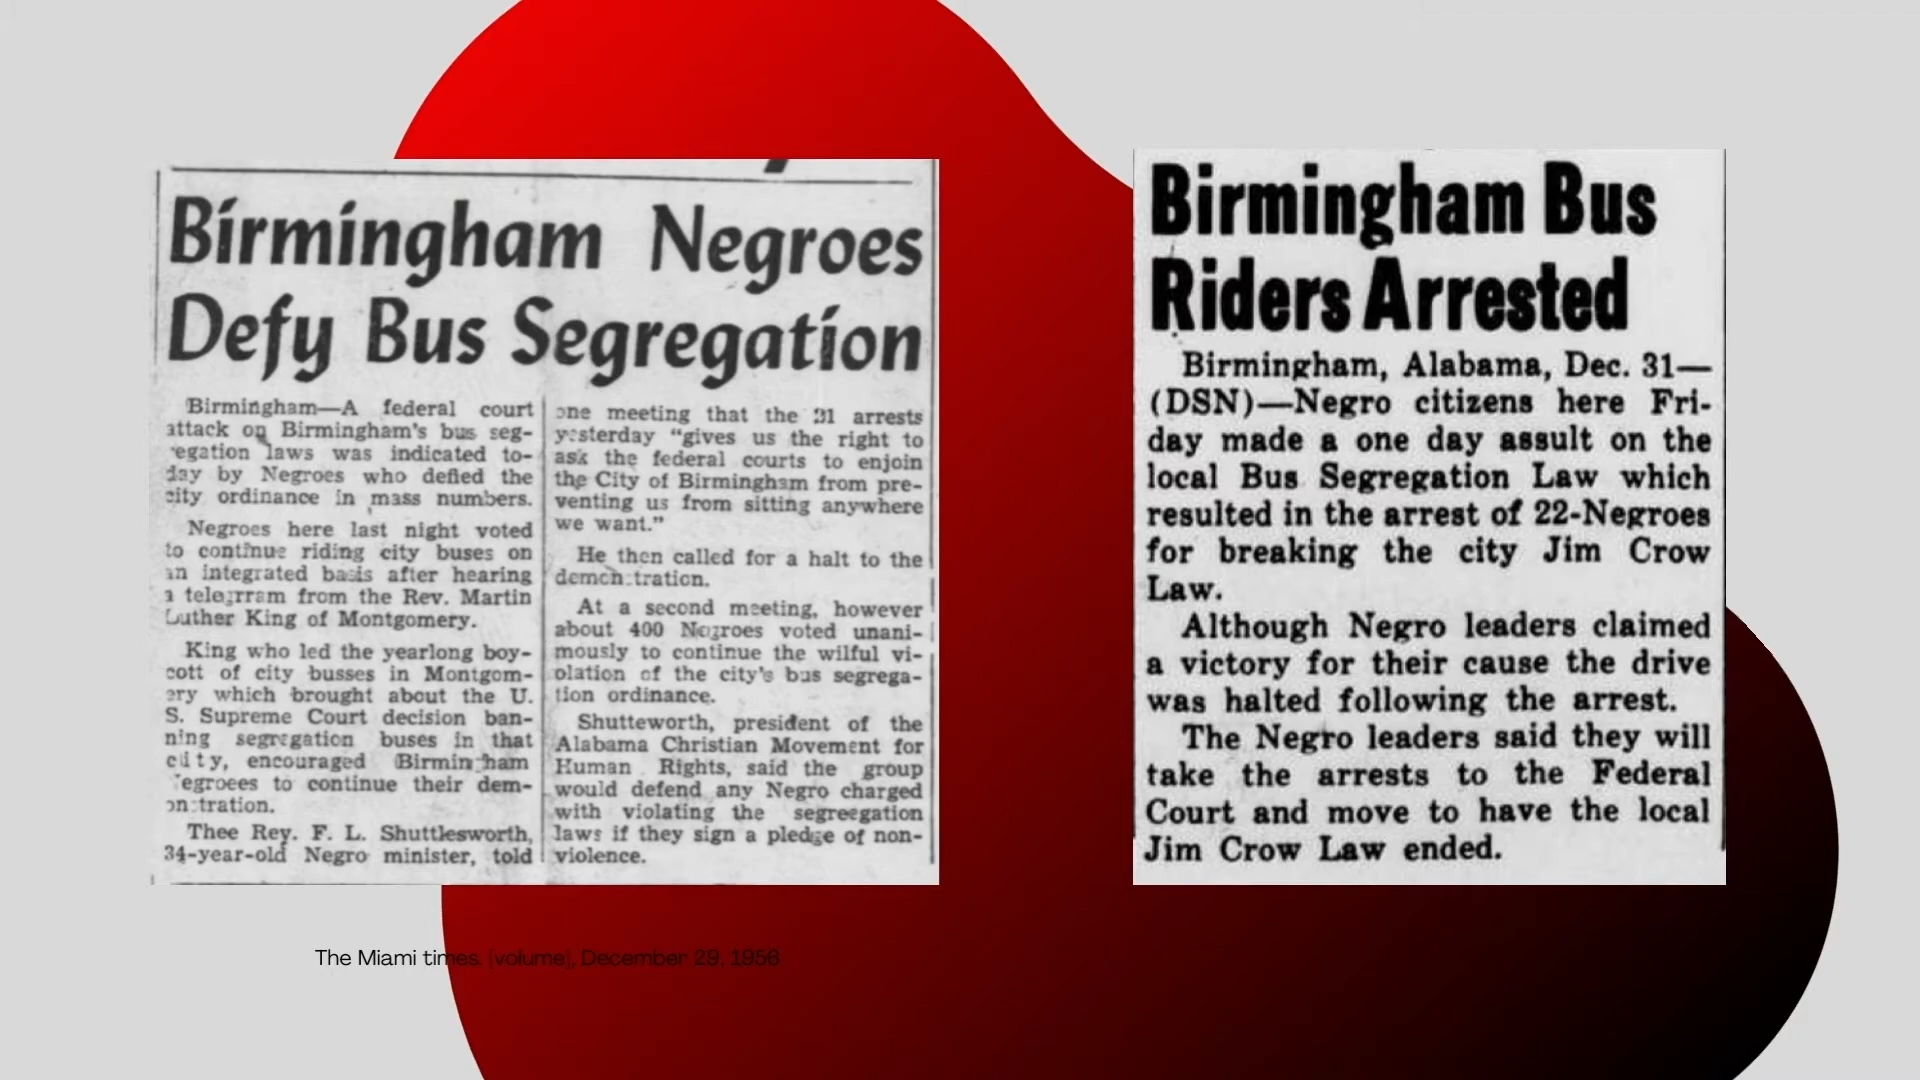 Birmingham Negroes
Defy Bus Segregation
Birmingham—A federal court
attack on Birmingham's bus seg-
regation laws was indicated to-
day by Negroes who defied the
city ordinance in mass numbers.
Negroes here last night voted
to continue riding city buses on
an integrated basis after hearing
a telegrram from the Rev. Martin
Luther King of Montgomery.
King who led the yearlong boy-
cott of city busses in Montgom-
ery which brought about the U.
S. Supreme Court decision ban-
ning segregation buses in that
city, encouraged Birmingham
egroees to continue their dem-
onstration.
Thee Rey. F. L. Shuttlesworth,
34-year-old Negro minister, told
one meeting that the 21 arrests
yesterday "gives us the right to
ask the federal courts to enjoin
the City of Birmingham from pre-
venting us from sitting anywhere
we want."
He then called for a halt to the
demonstration.
At a second meeting, however
about 400 Negroes voted unani-
mously to continue the wilful vi-
olation of the city's bus segrega-
tion ordinance.
Shutteworth, president of the
Alabama Christian Movement for
Human Rights, said the group
would defend any Negro charged
with violating the segreegation
laws if they sign a pledge of non-
violence.
The Miami times. [volume], December 29, 1956
Birmingham Bus
Riders Arrested
Birmingham, Alabama, Dec. 31—
(DSN)—Negro citizens here Fri-
day made a one day assult on the
local Bus Segregation Law which
resulted in the arrest of 22-Negroes
for breaking the city Jim Crow
Law.
Although Negro leaders claimed
a victory for their cause the drive
was halted following the arrest.
The Negro leaders said they will
take the arrests to the Federal
Court and move to have the local
Jim Crow Law ended.